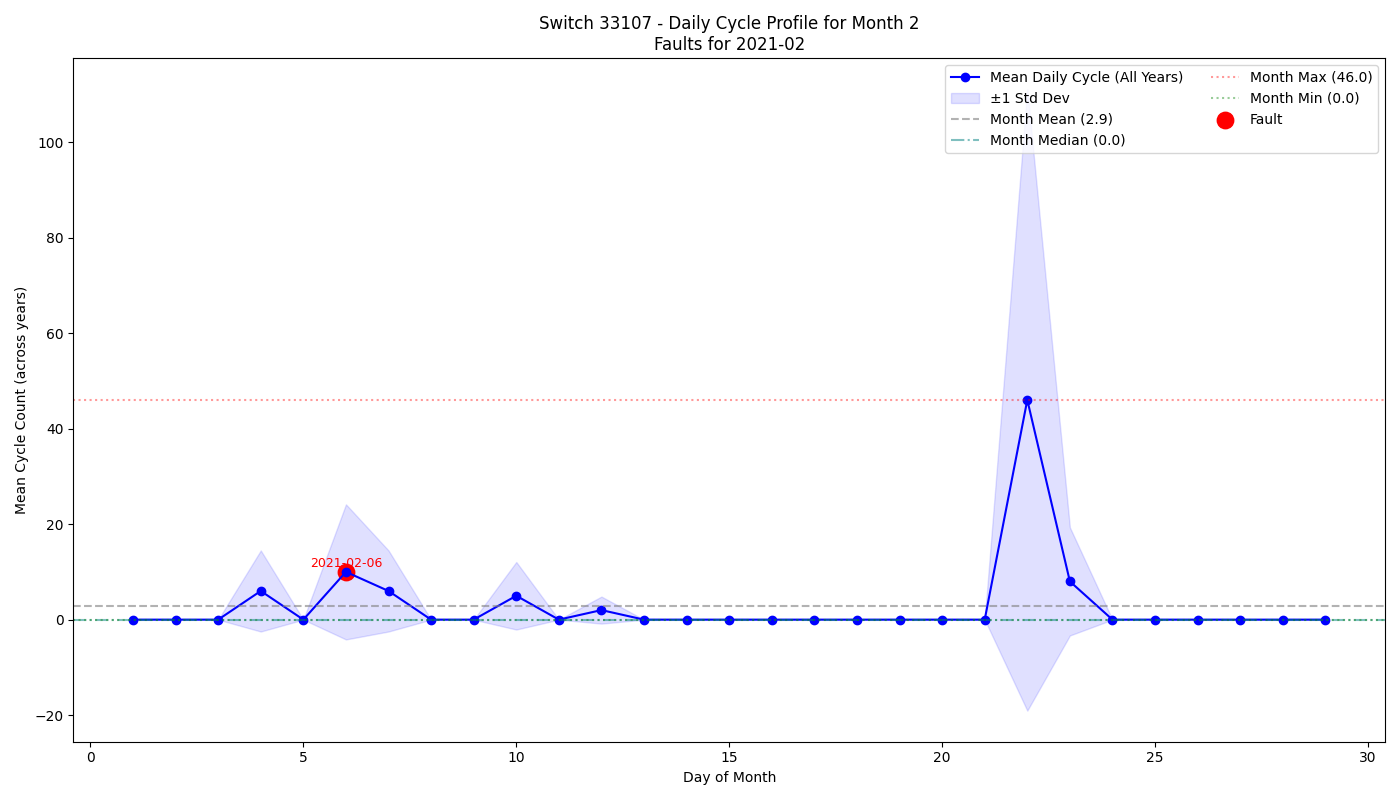 Switch 33107 - Daily Cycle Profile for Month 2
Faults for 2021-02
Mean Daily Cycle (All Years)
±1 Std Dev
Month Mean (2.9)
Month Median (0.0)
Month Max (46.0)
Month Min (0.0)
Fault
Mean Cycle Count (across years)
100
80
60
40
20
0
−20
2021-02-06
0 5 10 15 20 25 30
Day of Month